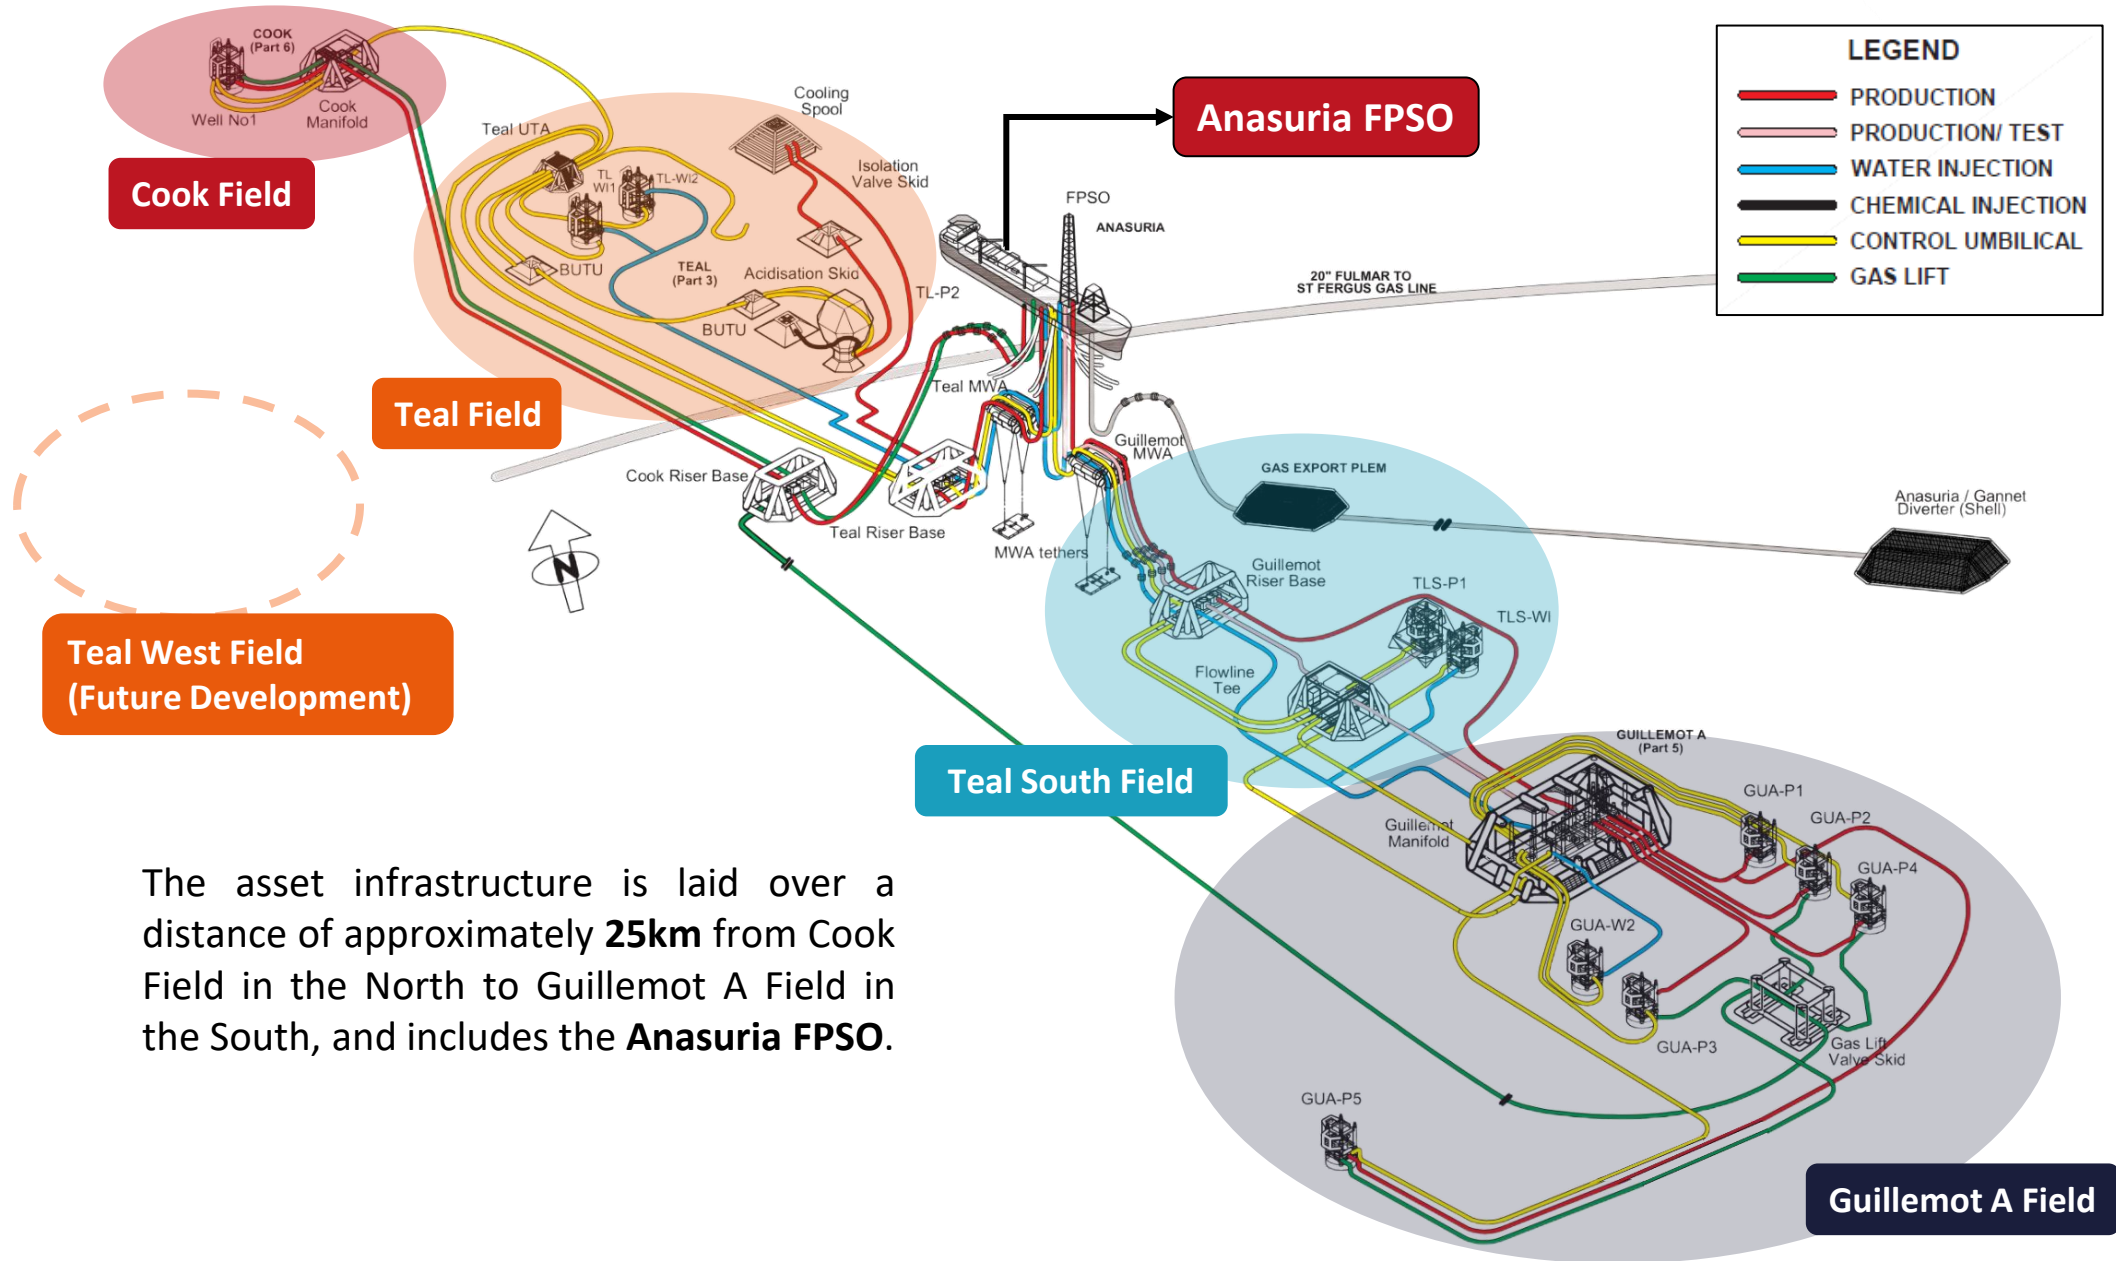 COOK
(Part 6)
Well No1
Cook
Manifold
Cook Field
Teal UTA
TL
WI1
TL-WI2
Cooling
Spool
Isolation
Valve Skid
BUTU
TEAL
(Part 3)
Acidisation Skid
BUTU
TL-P2
Teal Field
Anasuria FPSO
FPSO
ANASURIA
20" FULMAR TO
ST FERGUS GAS LINE
LEGEND
PRODUCTION
PRODUCTION/ TEST
WATER INJECTION
CHEMICAL INJECTION
CONTROL UMBILICAL
GAS LIFT
Teal MWA
Guillemot
MWA
Cook Riser Base
Teal Riser Base
MWA tethers
N
GAS EXPORT PLEM
Anasuria / Gannet
Diverter (Shell)
Guillemot
Riser Base
TLS-P1
TLS-WI
Flowline
Tee
Teal West Field
(Future Development)
Teal South Field
GUILLEMOT A
(Part 5)
Guillemot
Manifold
GUA-P1
GUA-P2
GUA-P4
GUA-W2
GUA-P3
Gas Lift
Valve Skid
GUA-P5
Guillemot A Field
The asset infrastructure is laid over a
distance of approximately 25km from Cook
Field in the North to Guillemot A Field in
the South, and includes the Anasuria FPSO.